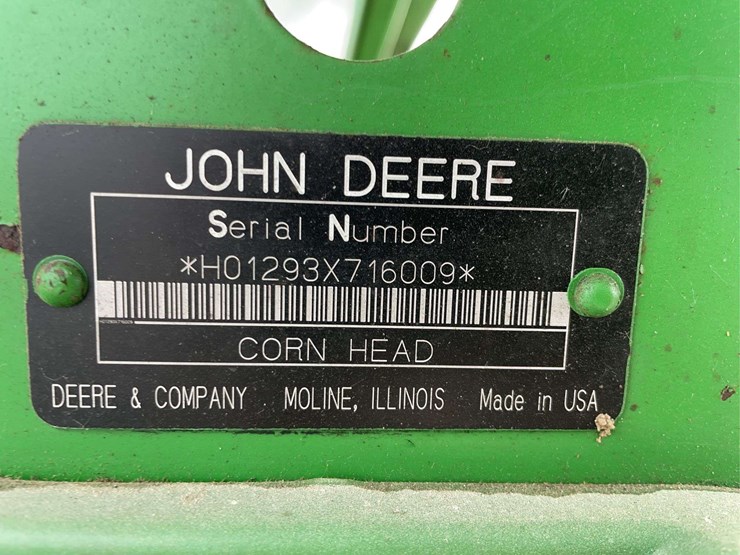 JOHN DEERE
Serial Number
*H01293X716009*
CORN HEAD
DEERE & COMPANY MOLINE, ILLINOIS Made in USA